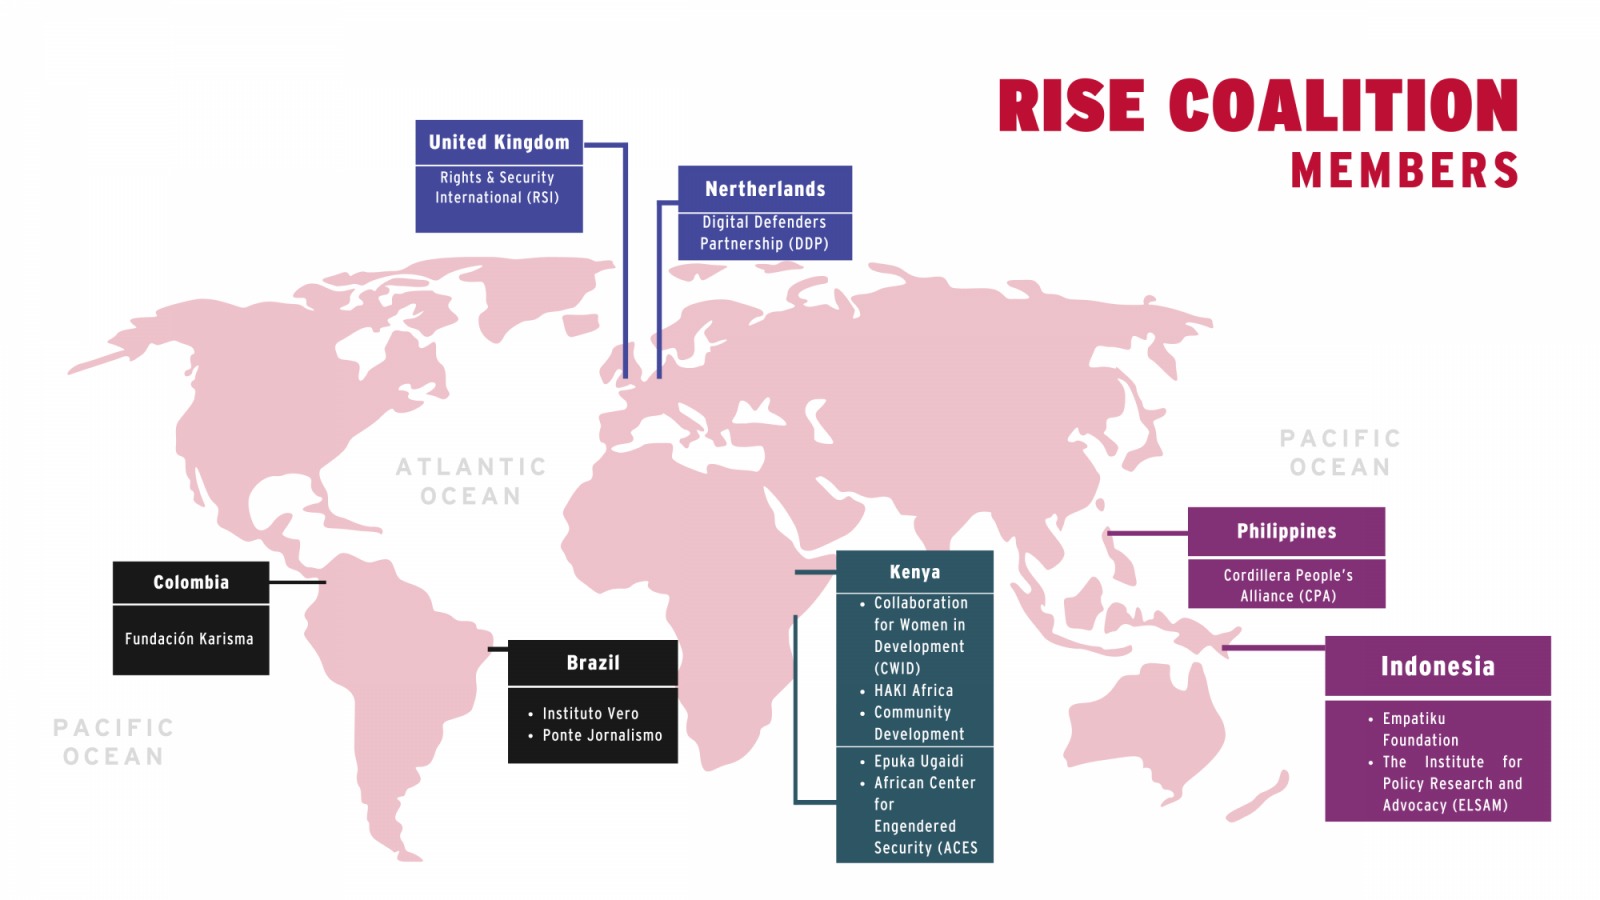 RISE COALITION
MEMBERS
United Kingdom
Rights & Security
International (RSI)
Nertherlands
Digital Defenders
Partnership (DDP)
ATLANTIC
OCEAN
PACIFIC
OCEAN
Philippines
Cordillera People's
Alliance (CPA)
Colombia
Fundación Karisma
Kenya
• Collaboration
for Women in
Development
(CWID)
• HAKI Africa
• Community
Development
• Epuka Ugaidi
• African Center
for
Engendered
Security (ACES
Brazil
• Instituto Vero
• Ponte Jornalismo
Indonesia
• Empatiku
Foundation
• The Institute for
Policy Research and
Advocacy (ELSAM)
PACIFIC
OCEAN